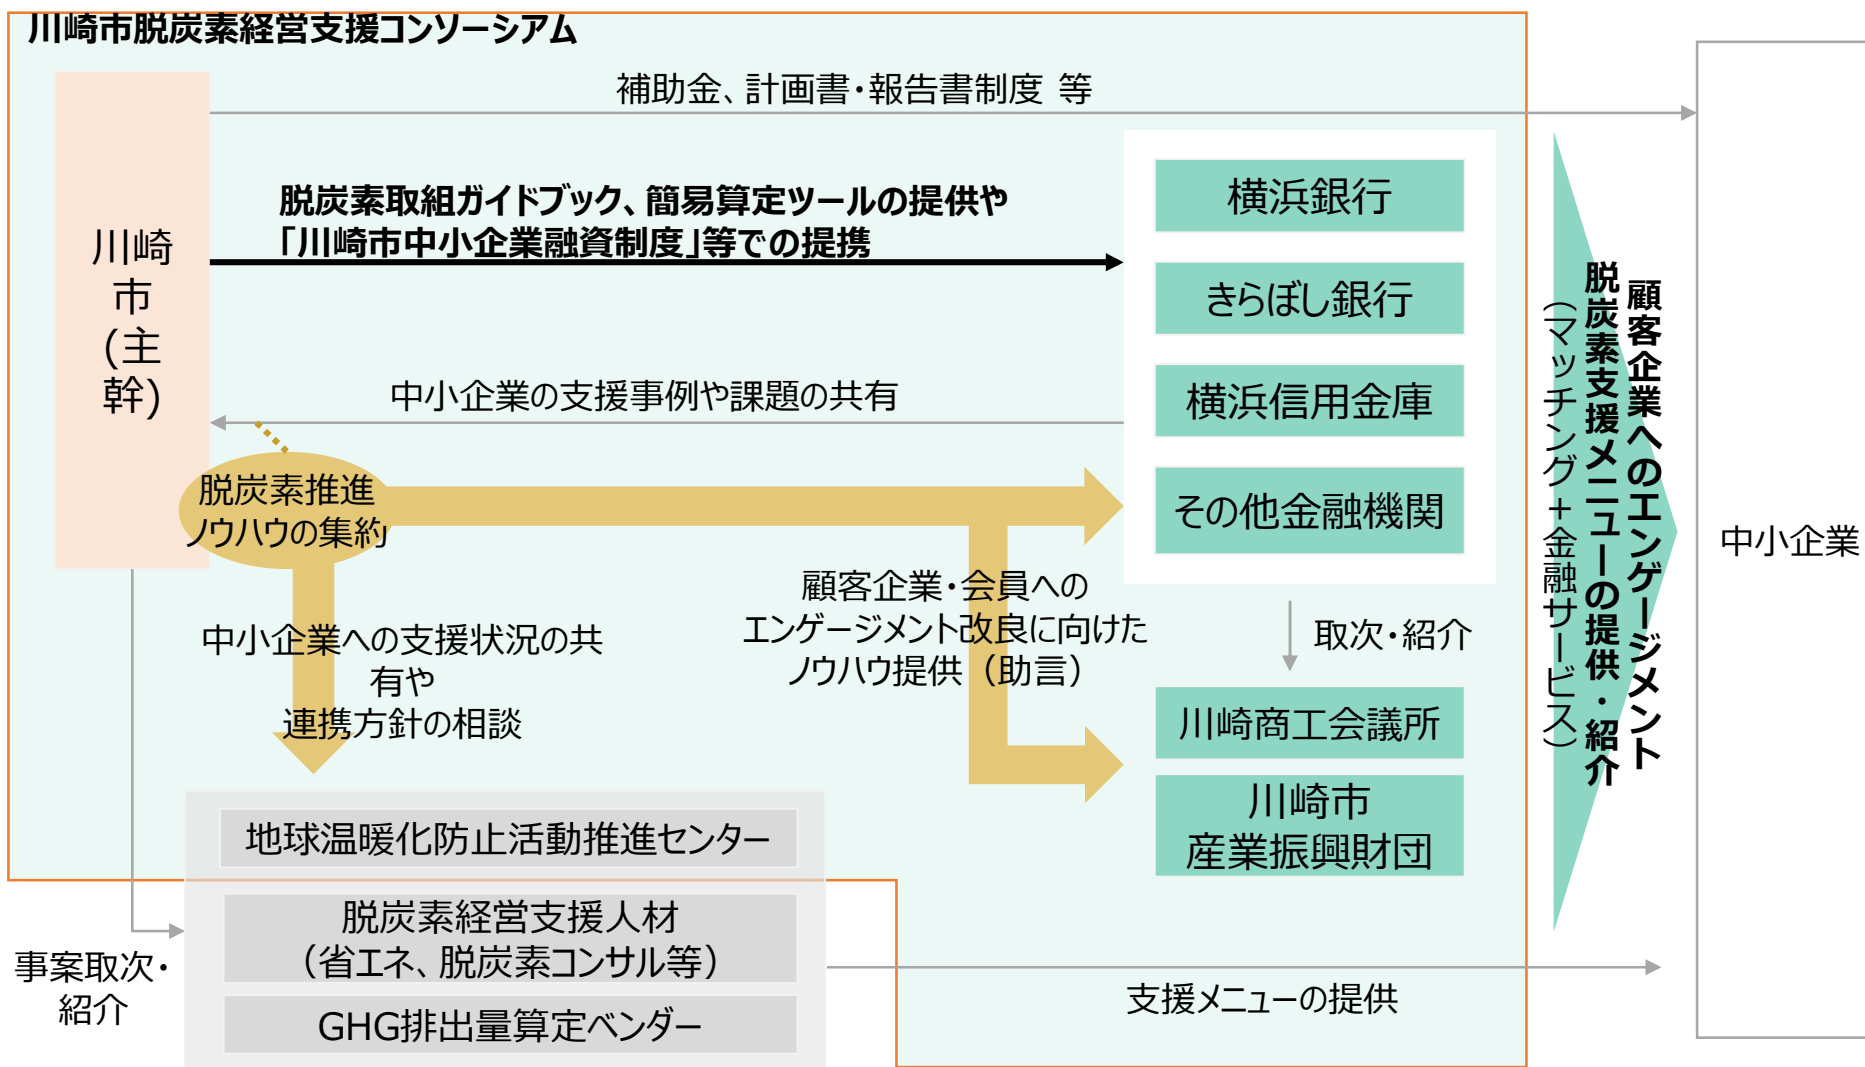 川崎市脱炭素経営支援コンソーシアム
補助金、計画書・報告書制度 等
川崎
市
(主
幹)
脱炭素取組ガイドブック、簡易算定ツールの提供や
「川崎市中小企業融資制度」等での提携
横浜銀行
きらぼし銀行
横浜信用金庫
その他金融機関
中小企業の支援事例や課題の共有
脱炭素推進
ノウハウの集約
顧客企業・会員への
エンゲージメント改良に向けた
ノウハウ提供（助言）
取次・紹介
中小企業への支援状況の共
有や
連携方針の相談
川崎商工会議所
川崎市
産業振興財団
顧客企業へのエンゲージメント
脱炭素支援メニューの提供・紹介
（マッチング＋金融サービス）
中小企業
地球温暖化防止活動推進センター
脱炭素経営支援人材
（省エネ、脱炭素コンサル等）
GHG排出量算定ベンダー
事案取次・
紹介
支援メニューの提供